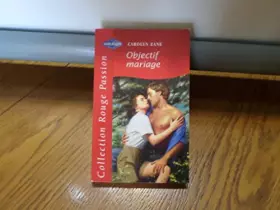 CAROLYN ZANE
Objectif
mariage
Collection Rouge Passion